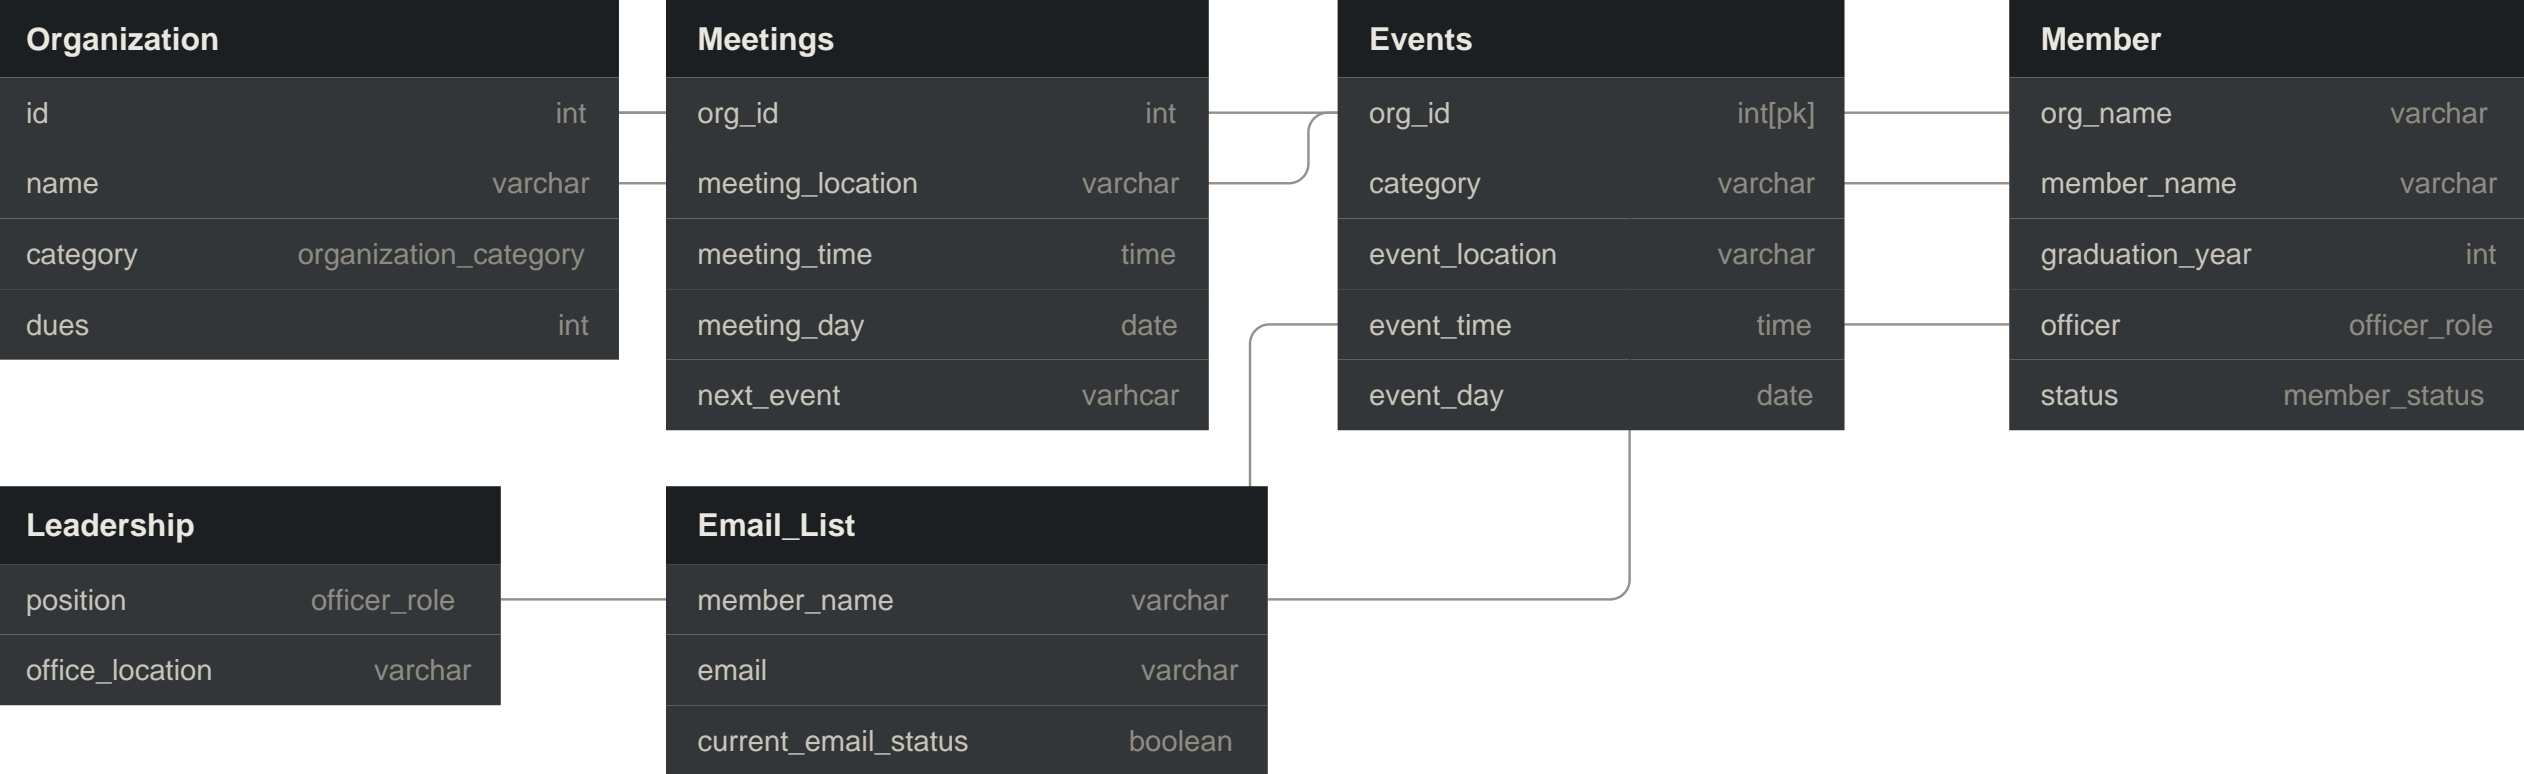 Organization
id int
name varchar
category organization_category
dues int
Meetings
org_id int
meeting_location varchar
meeting_time time
meeting_day date
next_event varhcar
Events
org_id int[pk]
category varchar
event_location varchar
event_time time
event_day date
Member
org_name varchar
member_name varchar
graduation_year int
officer officer_role
status member_status
Leadership
position officer_role
office_location varchar
Email_List
member_name varchar
email varchar
current_email_status boolean